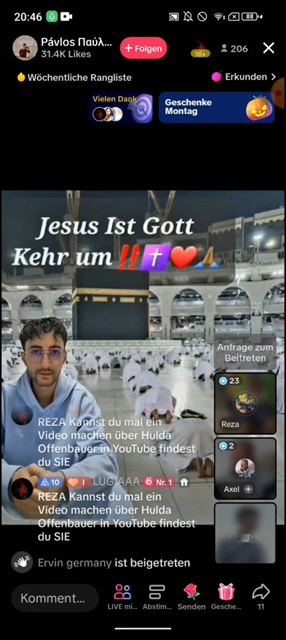 20:46
88
Pávlos Παύλ...
31.4K Likes
+ Folgen
10+
206
Wöchentliche Rangliste
Erkunden >
Vielen Dank
Geschenke
Montag
Jesus Ist Gott
Kehr um‼️✝️❤️🙏
Anfrage zum
Beitreten
23
Reza
REZA Kannst du mal ein
Video machen über Hulda
Offenbauer in YouTube findest
du SIE
2
Axel +
10 I LUGIAAA Nr. 1
REZA Kannst du mal ein
Video machen über Hulda
Offenbauer in YouTube findest
du SIE
Ervin germany ist beigetreten
Komment...
LIVE mi...
Abstim...
Senden
Gesche...
11